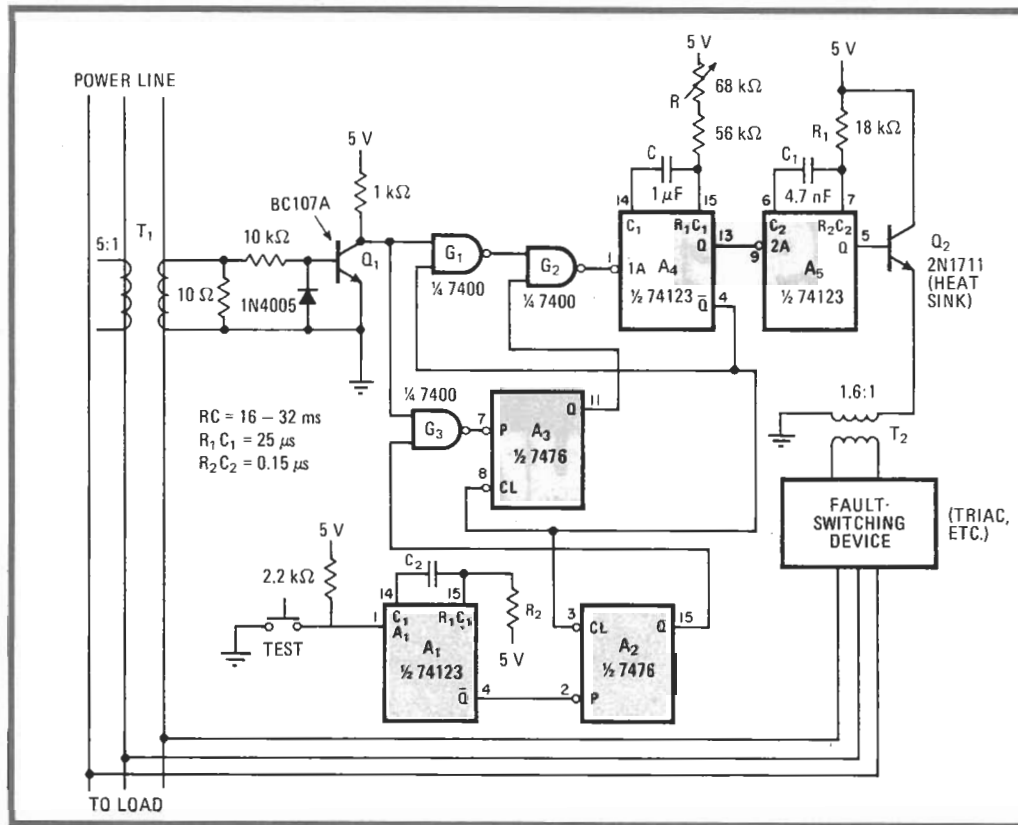 POWER LINE
5:1
T1
10 Ω
10 kΩ
1N4005
BC107A
5 V
1 kΩ
Q1
G1
¼ 7400
G2
¼ 7400
5 V
R
68 kΩ
56 kΩ
C
1 μF
14
15
C1
R1C1
Q
13
1
1A
A4
½ 74123
Q̅
4
5 V
R1
18 kΩ
C1
4.7 nF
6
7
C2
R2C2
9
2A
Q
5
A5
½ 74123
Q2
2N1711
(HEAT
SINK)
¼ 7400
G3
7
P
Q
11
A3
½ 7476
8
CL
RC = 16 – 32 ms
R1C1 = 25 μs
R2C2 = 0.15 μs
1.6:1
T2
FAULT-
SWITCHING
DEVICE
(TRIAC,
ETC.)
5 V
2.2 kΩ
TEST
C2
14
15
1
C1
R1C1
A1
A1
½ 74123
Q̅
4
R2
5 V
3
CL
Q
15
A2
½ 7476
2
P
TO LOAD